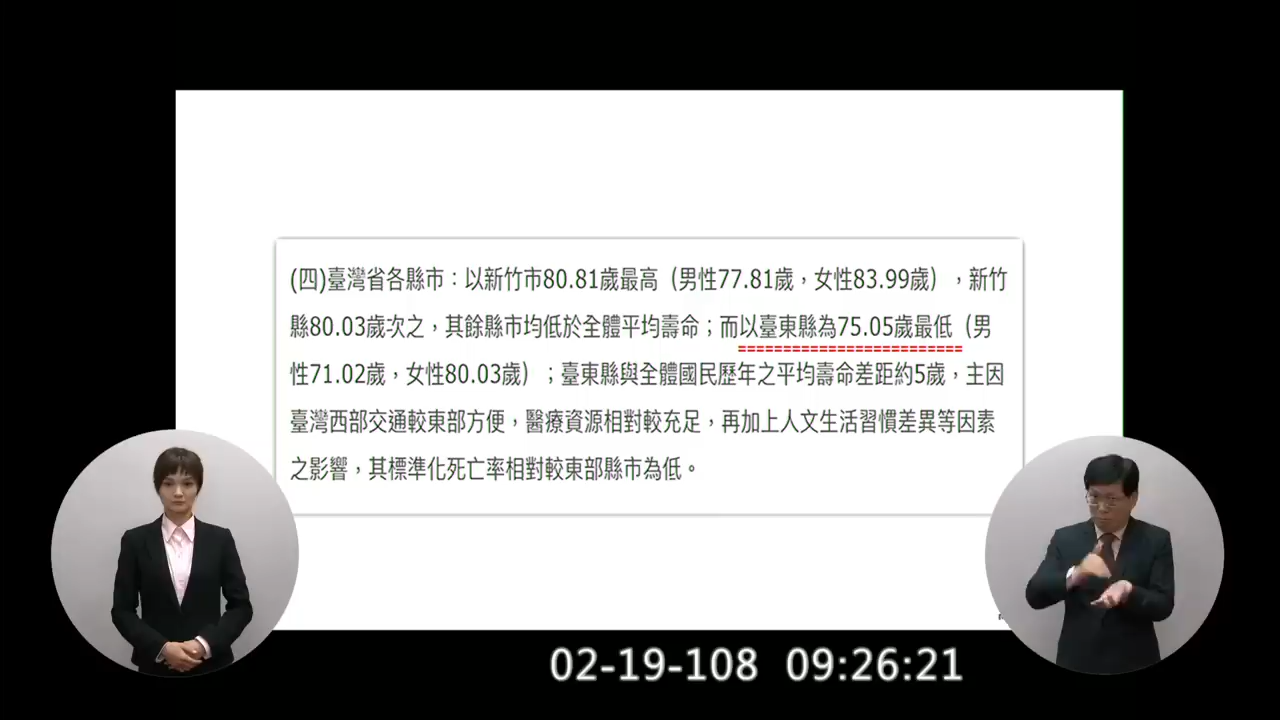 (四)臺灣省各縣市：以新竹市80.81歲最高（男性77.81歲，女性83.99歲），新竹
縣80.03歲次之，其餘縣市均低於全體平均壽命；而以臺東縣為75.05歲最低（男
性71.02歲，女性80.03歲）；臺東縣與全體國民歷年之平均壽命差距約5歲，主因
臺灣西部交通較東部方便，醫療資源相對較充足，再加上人文生活習慣差異等因素
之影響，其標準化死亡率相對較東部縣市為低。
02-19-108 09:26:21